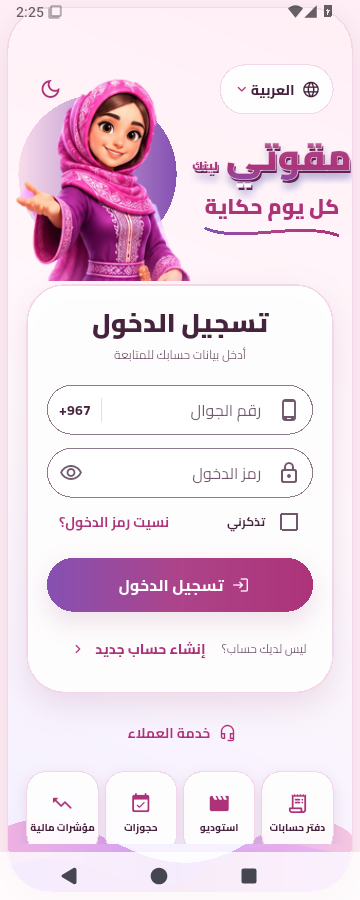 2:25
العربية
مقوتي لينك
كل يوم حكاية
تسجيل الدخول
أدخل بيانات حسابك للمتابعة
رقم الجوال
+967
رمز الدخول
تذكرني
نسيت رمز الدخول؟
تسجيل الدخول
ليس لديك حساب؟ إنشاء حساب جديد
خدمة العملاء
دفتر حسابات
استوديو
حجوزات
مؤشرات مالية